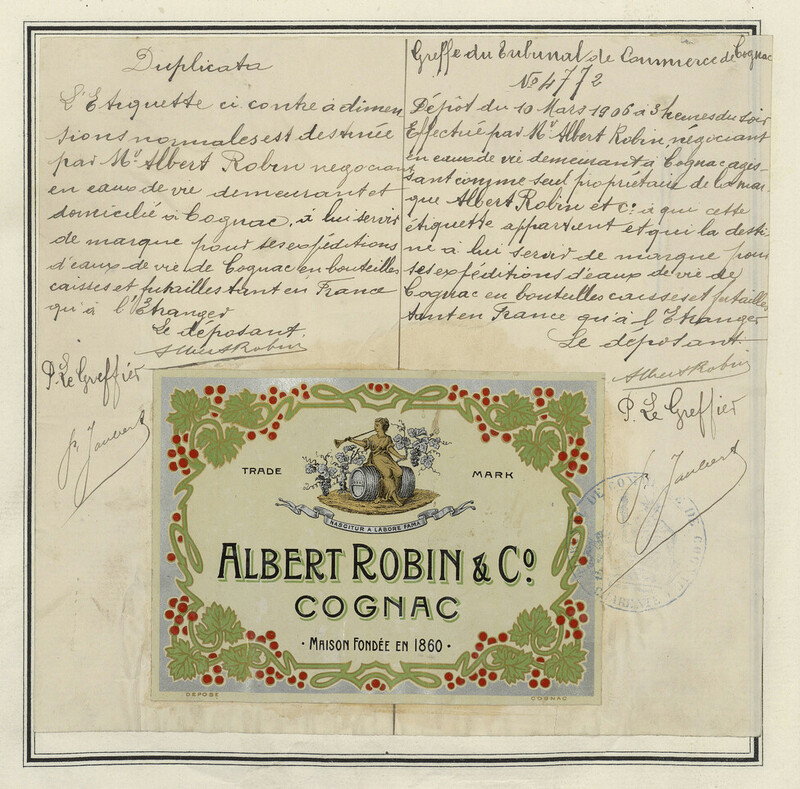 Duplicata
L'Etiquette ci contre à dimen
sions normales est destinée
par Mr Albert Robin négociant
en eaux de vie demeurant et
domicilié à Cognac, à lui servir
de marque pour ses expéditions
d'eaux de vie de Cognac en bouteilles
caisses et futailles tant en France
qu'à l'Etranger
Le déposant
Albert Robin
P. Le Greffier
Greffe du Tribunal de Commerce de Cognac
No 4772
Dépôt du 10 Mars 1906 à 3 heures du soir
Effectué par Mr Albert Robin, négociant
en eaux de vie demeurant à Cognac agis-
sant comme seul propriétaire de la mar
que Albert Robin et Co à qui cette
étiquette appartient et qui la desti
ne à lui servir de marque pour
ses expéditions d'eaux de vie de
Cognac en bouteilles caisses et futailles
tant en France qu'à l'Etranger
Le déposant
Albert Robin
P. Le Greffier
TRADE MARK
NASCITUR A LABORE FAMA
ALBERT ROBIN & Co.
COGNAC
· MAISON FONDÉE EN 1860 ·
DÉPOSÉ
COGNAC